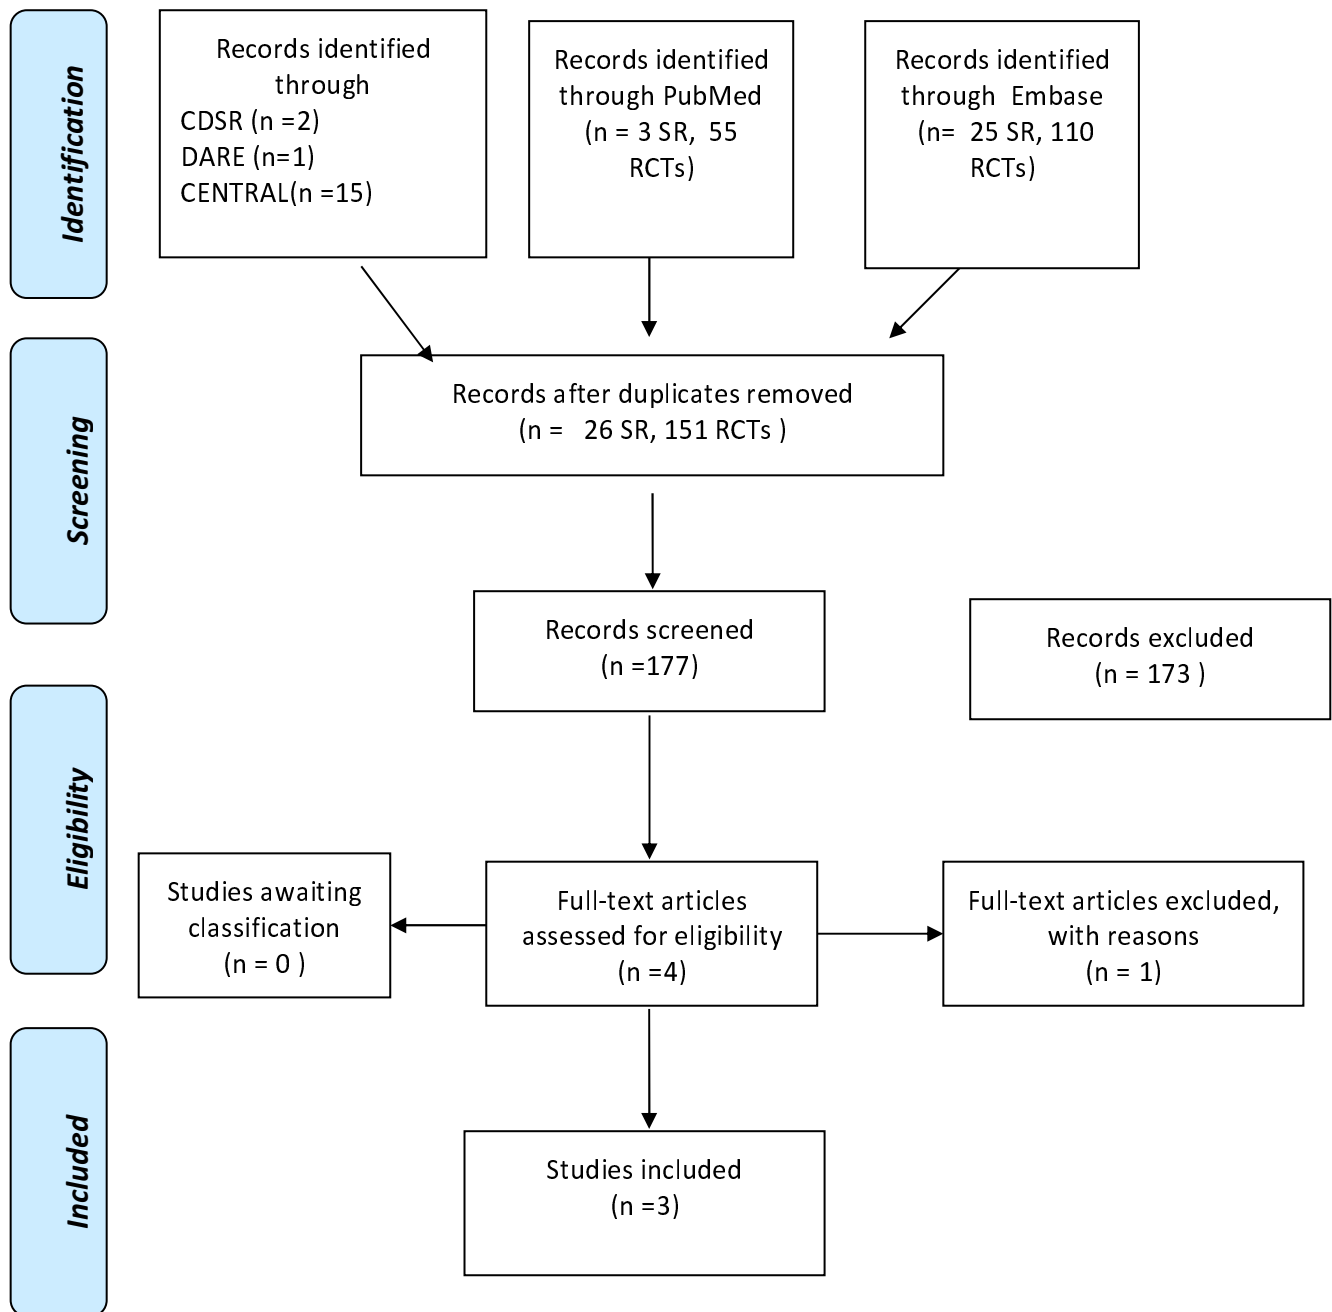 Identification
Records identified
through
CDSR (n =2)
DARE (n=1)
CENTRAL(n =15)
Records identified
through PubMed
(n = 3 SR, 55
RCTs)
Records identified
through Embase
(n= 25 SR, 110
RCTs)
Screening
Records after duplicates removed
(n = 26 SR, 151 RCTs )
Records screened
(n =177)
Records excluded
(n = 173 )
Eligibility
Studies awaiting
classification
(n = 0 )
Full-text articles
assessed for eligibility
(n =4)
Full-text articles excluded,
with reasons
(n = 1)
Included
Studies included
(n =3)